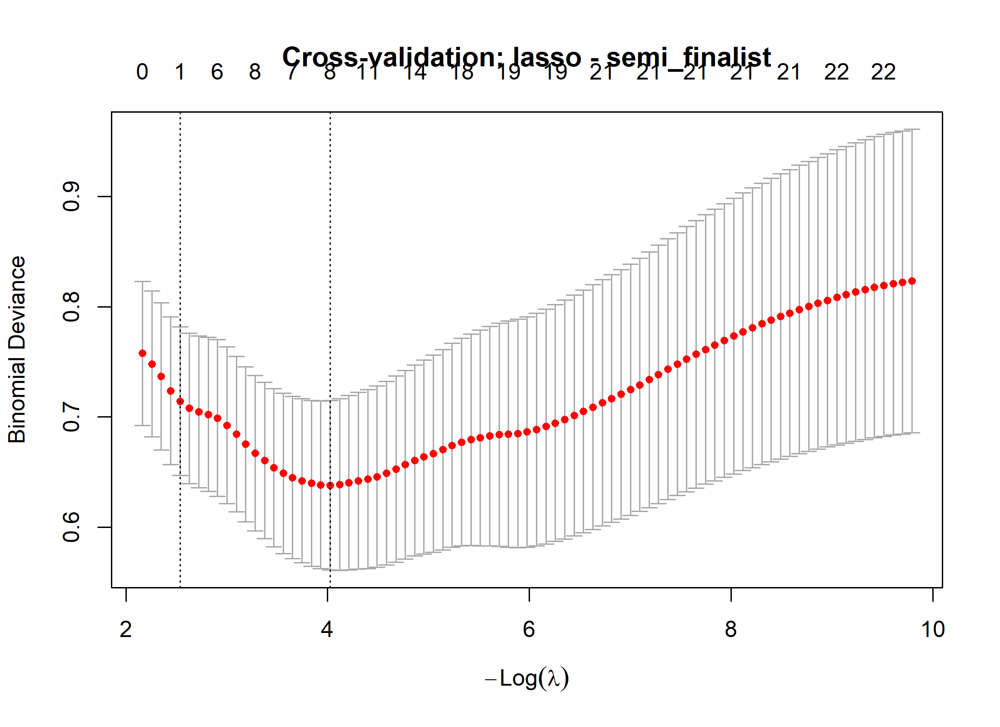 Cross-validation; lasso - semi_finalist
0 1 6 8 7 8 11 14 18 19 19 21 21 21 21 21 22 22
Binomial Deviance
0.9
0.8
0.7
0.6
2 4 6 8 10
−Log(λ)